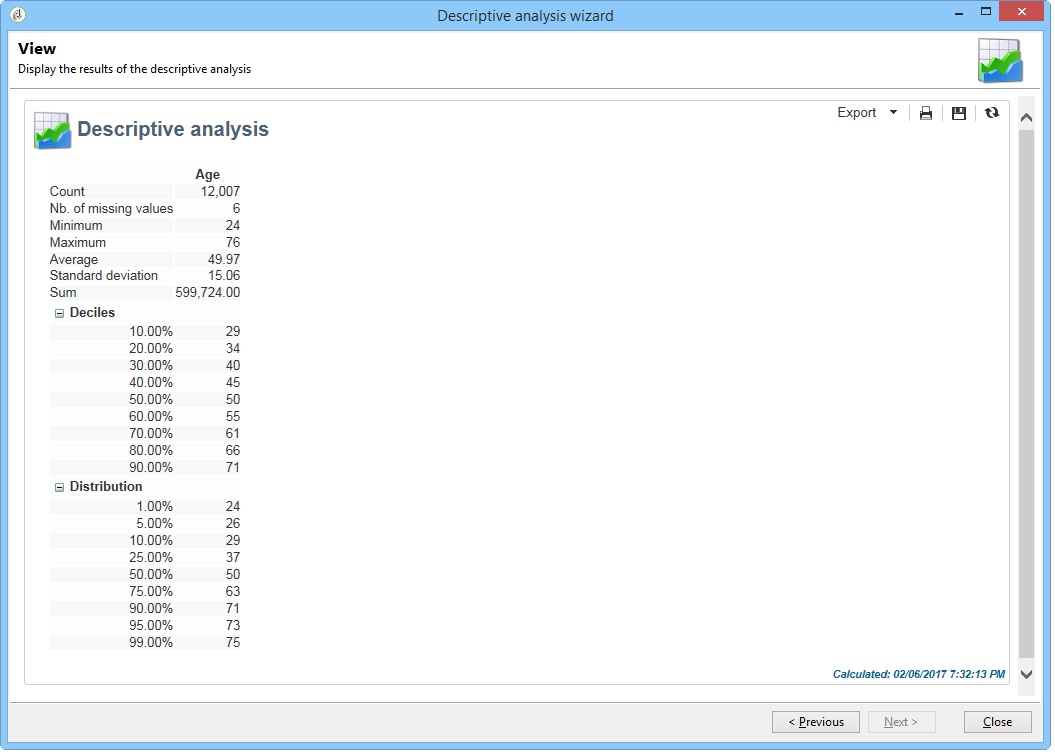 Descriptive analysis wizard
View
Display the results of the descriptive analysis
Export
Descriptive analysis
Age
Count 12,007
Nb. of missing values 6
Minimum 24
Maximum 76
Average 49.97
Standard deviation 15.06
Sum 599,724.00
Deciles
10.00% 29
20.00% 34
30.00% 40
40.00% 45
50.00% 50
60.00% 55
70.00% 61
80.00% 66
90.00% 71
Distribution
1.00% 24
5.00% 26
10.00% 29
25.00% 37
50.00% 50
75.00% 63
90.00% 71
95.00% 73
99.00% 75
Calculated: 02/06/2017 7:32:13 PM
< Previous Next > Close